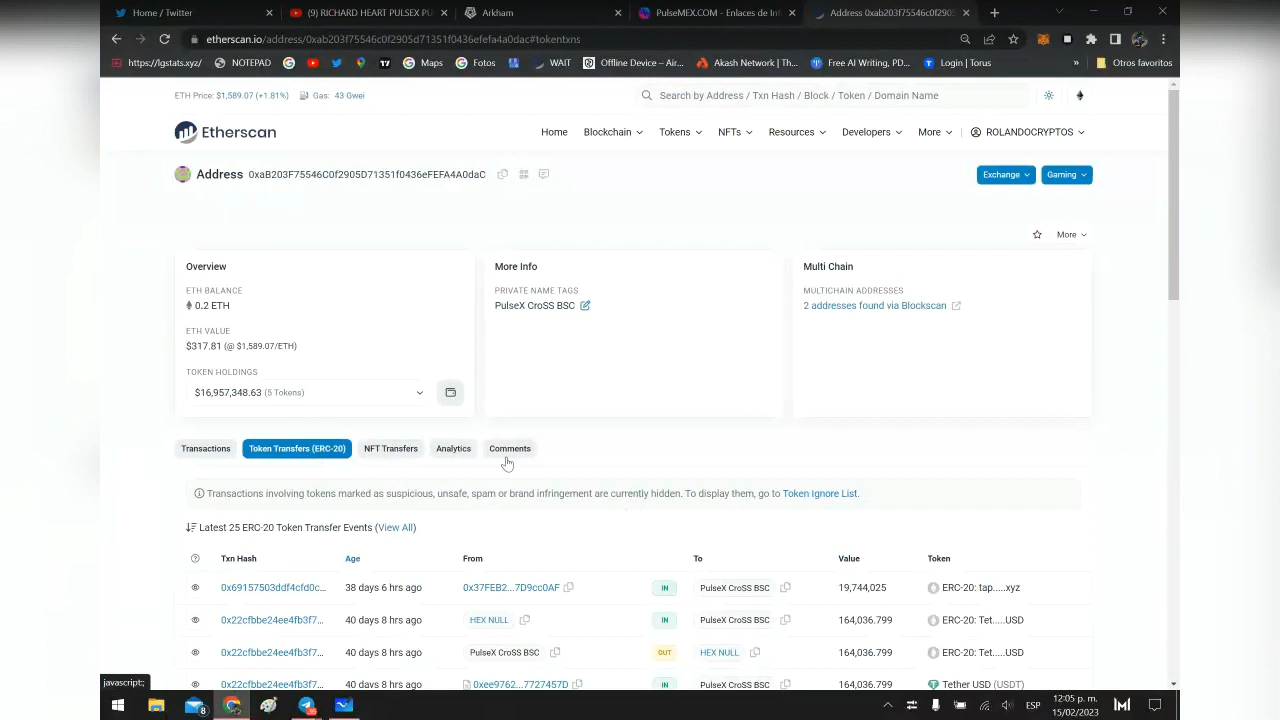 Home / Twitter
(9) RICHARD HEART PULSEX PU
Arkham
PulseMEX.COM - Enlaces de Int
Address 0xab203f75546c0f2905
etherscan.io/address/0xab203f75546c0f2905d71351f0436efefa4a0dac#tokentxns
https://lgstats.xyz/
NOTEPAD
Maps
Fotos
WAIT
Offline Device – Air...
Akash Network | Th...
Free AI Writing, PD...
Login | Torus
»
Otros favoritos
ETH Price: $1,589.07 (+1.81%)
Gas: 43 Gwei
Search by Address / Txn Hash / Block / Token / Domain Name
Etherscan
Home
Blockchain
Tokens
NFTs
Resources
Developers
More
ROLANDOCRYPTOS
Address 0xaB203F75546C0f2905D71351f0436eFEFA4A0daC
Exchange
Gaming
More
Overview
ETH BALANCE
0.2 ETH
ETH VALUE
$317.81 (@ $1,589.07/ETH)
TOKEN HOLDINGS
$16,957,348.63 (5 Tokens)
More Info
PRIVATE NAME TAGS
PulseX CroSS BSC
Multi Chain
MULTICHAIN ADDRESSES
2 addresses found via Blockscan
Transactions
Token Transfers (ERC-20)
NFT Transfers
Analytics
Comments
Transactions involving tokens marked as suspicious, unsafe, spam or brand infringement are currently hidden. To display them, go to Token Ignore List.
Latest 25 ERC-20 Token Transfer Events (View All)
Txn Hash Age From To Value Token
0x69157503ddf4cfd0c... 38 days 6 hrs ago 0x37FEB2...7D9cc0AF IN PulseX CroSS BSC 19,744,025 ERC-20: tap.....xyz
0x22cfbbe24ee4fb3f7... 40 days 8 hrs ago HEX NULL IN PulseX CroSS BSC 164,036.799 ERC-20: Tet.....USD
0x22cfbbe24ee4fb3f7... 40 days 8 hrs ago PulseX CroSS BSC OUT HEX NULL 164,036.799 ERC-20: Tet.....USD
0x22cfbbe24ee4fb3f7... 40 days 8 hrs ago 0xee9762...7727457D IN PulseX CroSS BSC 164,036.799 Tether USD (USDT)
javascript:;
ESP
12:05 p. m.
15/02/2023